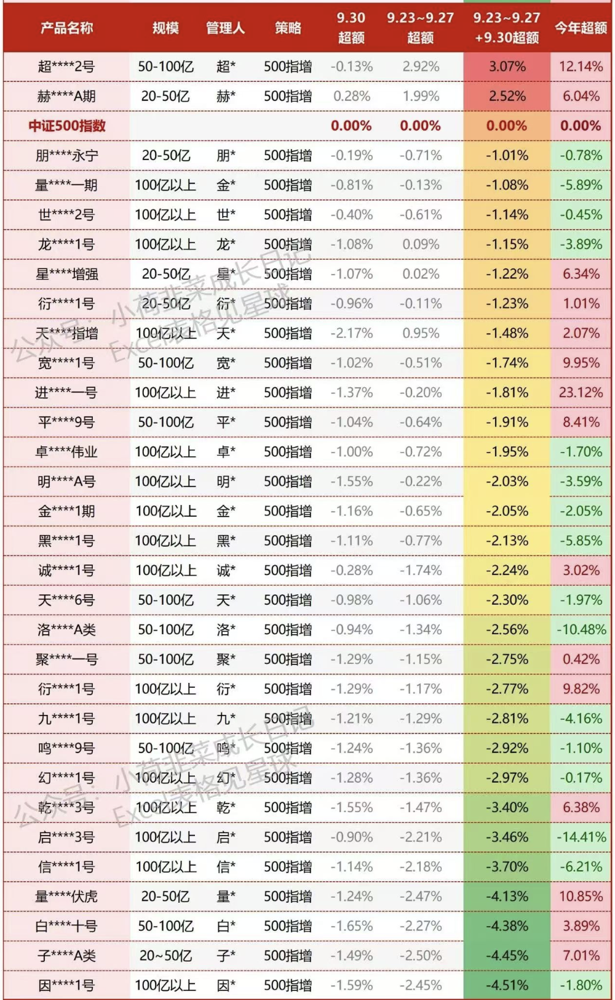 产品名称 规模 管理人 策略 9.30超额 9.23~9.27超额 9.23~9.27+9.30超额 今年超额
超****2号 50-100亿 超* 500指增 -0.13% 2.92% 3.07% 12.14%
赫****A期 20-50亿 赫* 500指增 0.28% 1.99% 2.52% 6.04%
中证500指数 0.00% 0.00% 0.00% 0.00%
朋****永宁 20-50亿 朋* 500指增 -0.19% -0.71% -1.01% -0.78%
量****一期 100亿以上 金* 500指增 -0.81% -0.13% -1.08% -5.89%
世****2号 100亿以上 世* 500指增 -0.40% -0.61% -1.14% -0.45%
龙****1号 100亿以上 龙* 500指增 -1.08% 0.09% -1.15% -3.89%
星****增强 20-50亿 星* 500指增 -1.07% 0.02% -1.22% 6.34%
衍****1号 20-50亿 衍* 500指增 -0.96% -0.11% -1.23% 1.01%
天****指增 100亿以上 天* 500指增 -2.17% 0.95% -1.48% 2.07%
宽****1号 50-100亿 宽* 500指增 -1.02% -0.51% -1.74% 9.95%
进****一号 100亿以上 进* 500指增 -1.37% -0.20% -1.81% 23.12%
平****9号 50-100亿 平* 500指增 -1.04% -0.64% -1.91% 8.41%
卓****伟业 100亿以上 卓* 500指增 -1.00% -0.72% -1.95% -1.70%
明****A号 100亿以上 明* 500指增 -1.55% -0.22% -2.03% -3.59%
金****1期 100亿以上 金* 500指增 -1.16% -0.65% -2.05% -2.05%
黑****1号 100亿以上 黑* 500指增 -1.11% -0.77% -2.13% -5.85%
诚****1号 100亿以上 诚* 500指增 -0.28% -1.74% -2.24% 3.02%
天****6号 50-100亿 天* 500指增 -0.98% -1.06% -2.30% -1.97%
洛****A类 50-100亿 洛* 500指增 -0.94% -1.34% -2.56% -10.48%
聚****一号 50-100亿 聚* 500指增 -1.29% -1.15% -2.75% 0.42%
衍****1号 100亿以上 衍* 500指增 -1.29% -1.17% -2.77% 9.82%
九****1号 100亿以上 九* 500指增 -1.21% -1.29% -2.81% -4.16%
鸣****9号 50-100亿 鸣* 500指增 -1.24% -1.36% -2.92% -1.10%
幻****1号 100亿以上 幻* 500指增 -1.28% -1.36% -2.97% -0.17%
乾****3号 100亿以上 乾* 500指增 -1.55% -1.47% -3.40% 6.38%
启****3号 100亿以上 启* 500指增 -0.90% -2.21% -3.46% -14.41%
信****1号 100亿以上 信* 500指增 -1.14% -2.18% -3.70% -6.21%
量****伏虎 20-50亿 量* 500指增 -1.24% -2.47% -4.13% 10.85%
白****十号 50-100亿 白* 500指增 -1.65% -2.27% -4.38% 3.89%
子****A类 20~50亿 子* 500指增 -1.49% -2.50% -4.45% 7.01%
因****1号 100亿以上 因* 500指增 -1.59% -2.45% -4.51% -1.80%
公众号：小荷韭菜成长日记
Excel表格见星球
公众号：小荷韭菜成长日记
Excel表格见星球